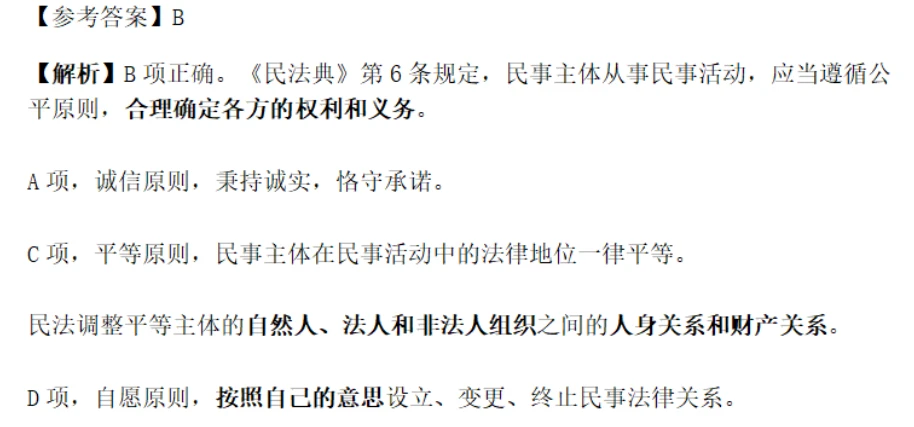 【参考答案】B
【解析】B 项正确。《民法典》第 6 条规定，民事主体从事民事活动，应当遵循公
平原则，合理确定各方的权利和义务。
A 项，诚信原则，秉持诚实，恪守承诺。
C 项，平等原则，民事主体在民事活动中的法律地位一律平等。
民法调整平等主体的自然人、法人和非法人组织之间的人身关系和财产关系。
D 项，自愿原则，按照自己的意思设立、变更、终止民事法律关系。